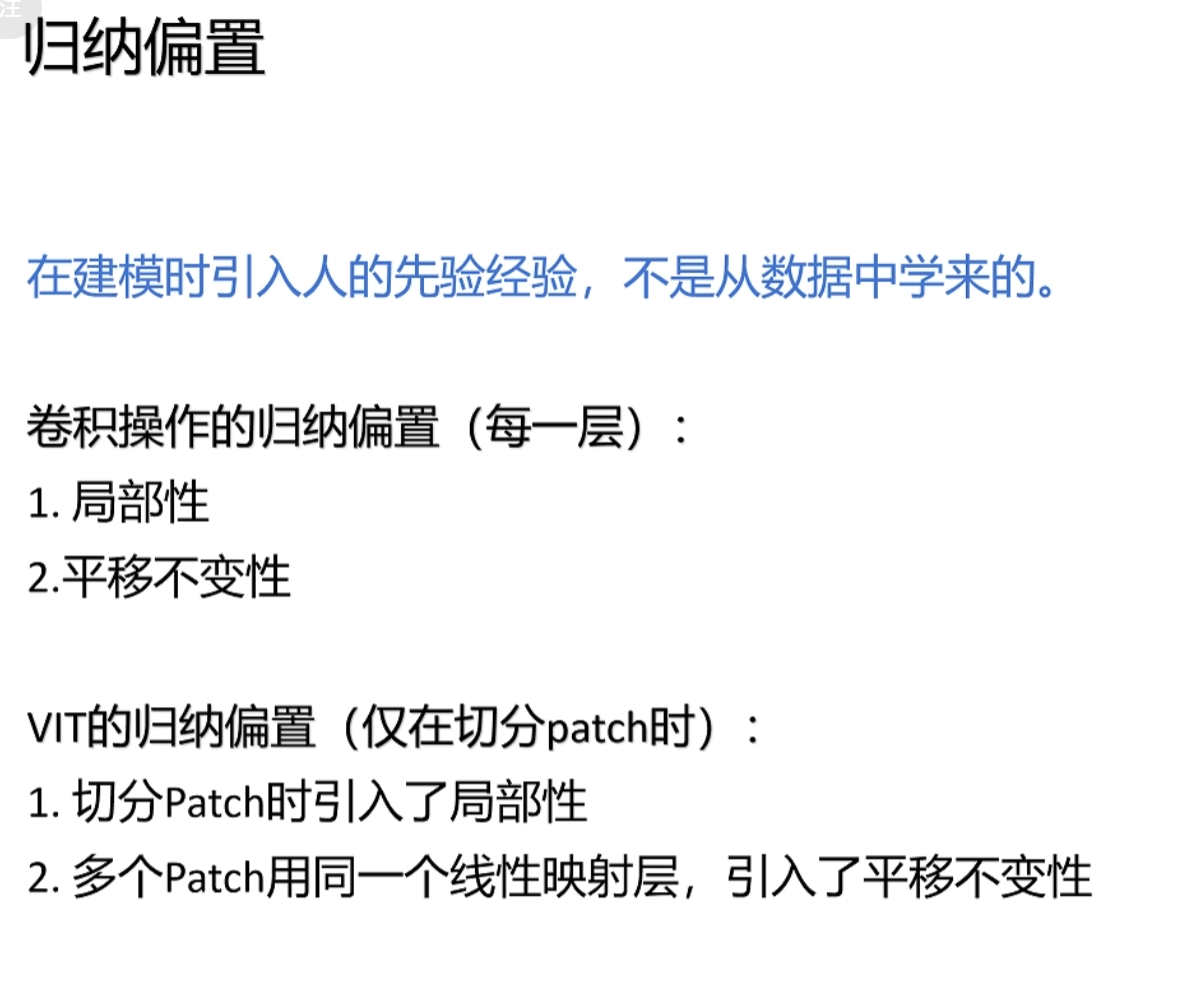 注
归纳偏置
在建模时引入人的先验经验，不是从数据中学来的。
卷积操作的归纳偏置（每一层）：
1. 局部性
2.平移不变性
VIT的归纳偏置（仅在切分patch时）：
1. 切分Patch时引入了局部性
2. 多个Patch用同一个线性映射层，引入了平移不变性